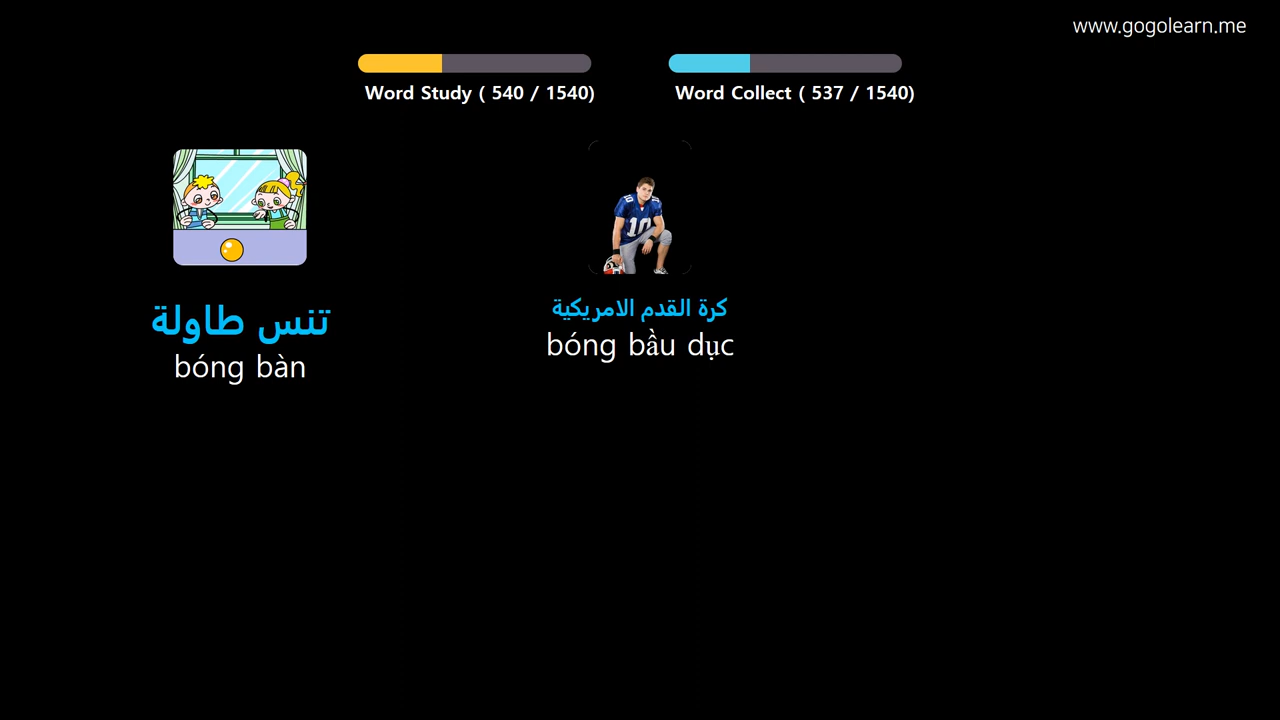 www.gogolearn.me
Word Study ( 540 / 1540)
Word Collect ( 537 / 1540)
تنس طاولة
bóng bàn
كرة القدم الامريكية
bóng bầu dục
10